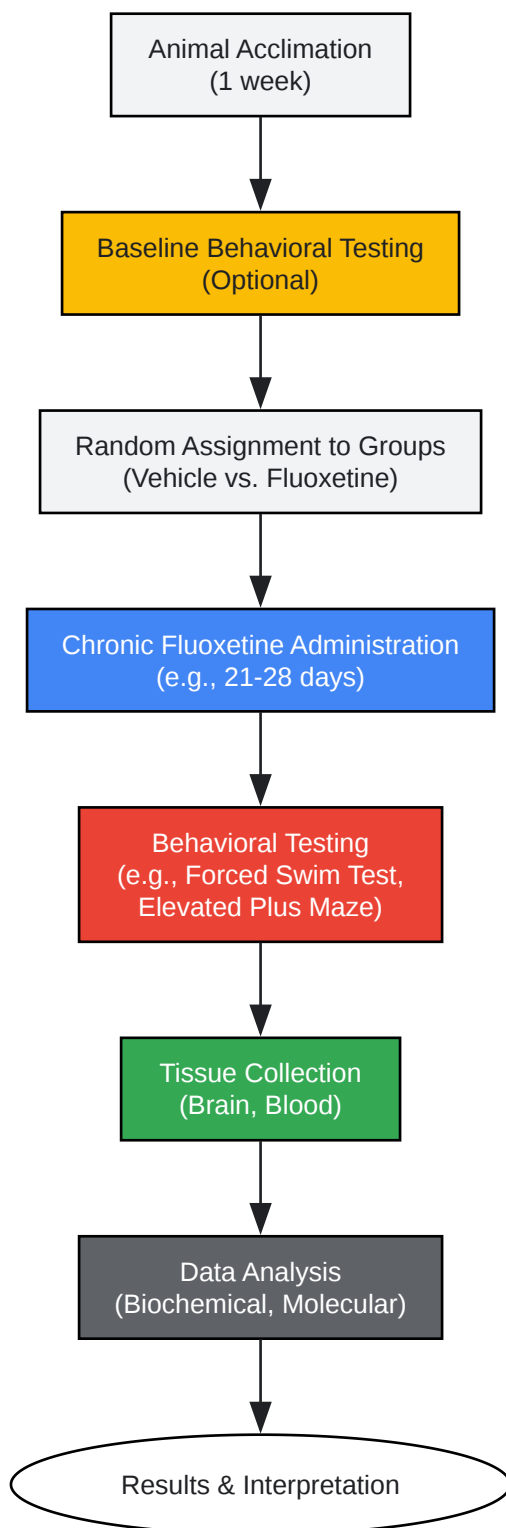 Animal Acclimation
(1 week)
Baseline Behavioral Testing
(Optional)
Random Assignment to Groups
(Vehicle vs. Fluoxetine)
Chronic Fluoxetine Administration
(e.g., 21-28 days)
Behavioral Testing
(e.g., Forced Swim Test,
Elevated Plus Maze)
Tissue Collection
(Brain, Blood)
Data Analysis
(Biochemical, Molecular)
Results & Interpretation